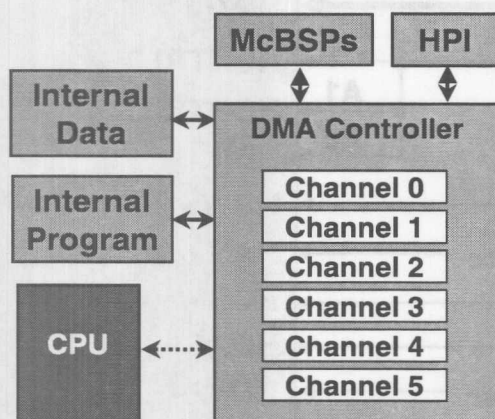 McBSPs
HPI
Internal
Data
DMA Controller
Internal
Program
Channel 0
Channel 1
Channel 2
Channel 3
Channel 4
Channel 5
CPU